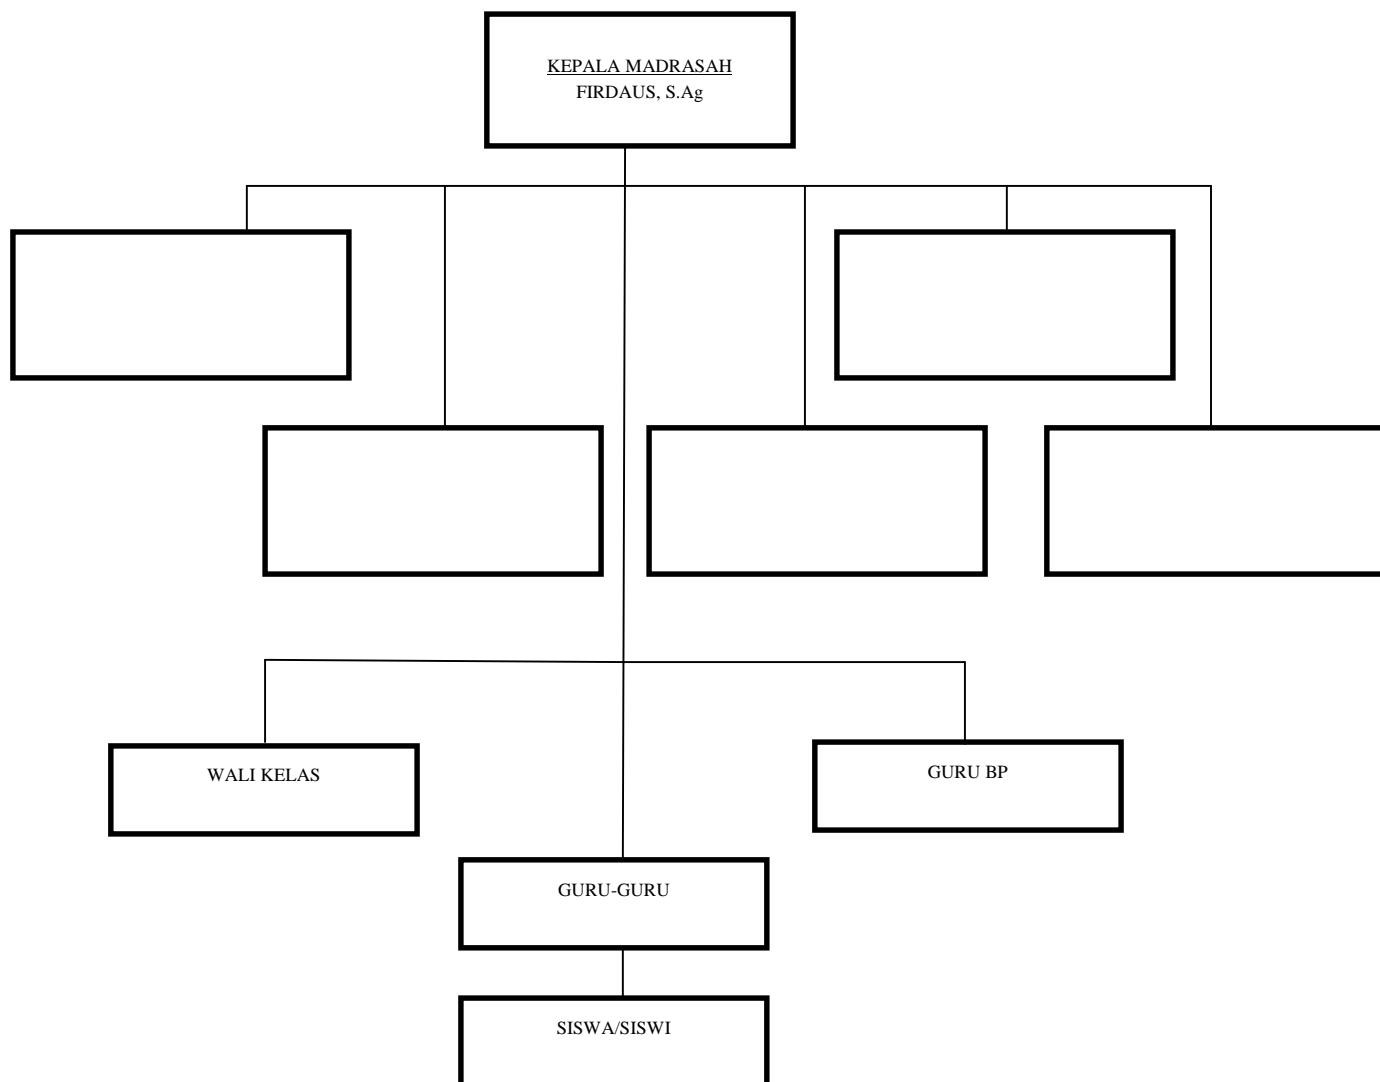 KEPALA MADRASAH
FIRDAUS, S.Ag
WALI KELAS
GURU BP
GURU-GURU
SISWA/SISWI